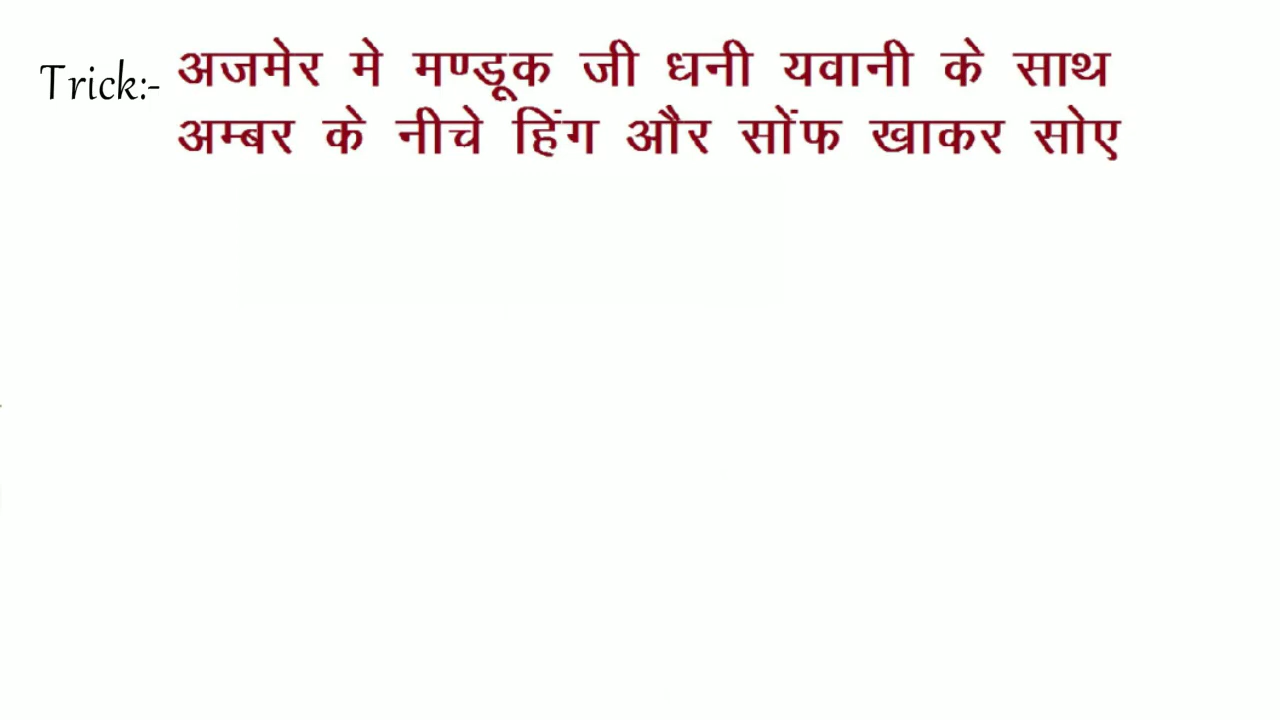 Trick:- अजमेर मे मण्डूक जी धनी यवानी के साथ
अम्बर के नीचे हिंग और सोंफ खाकर सोए